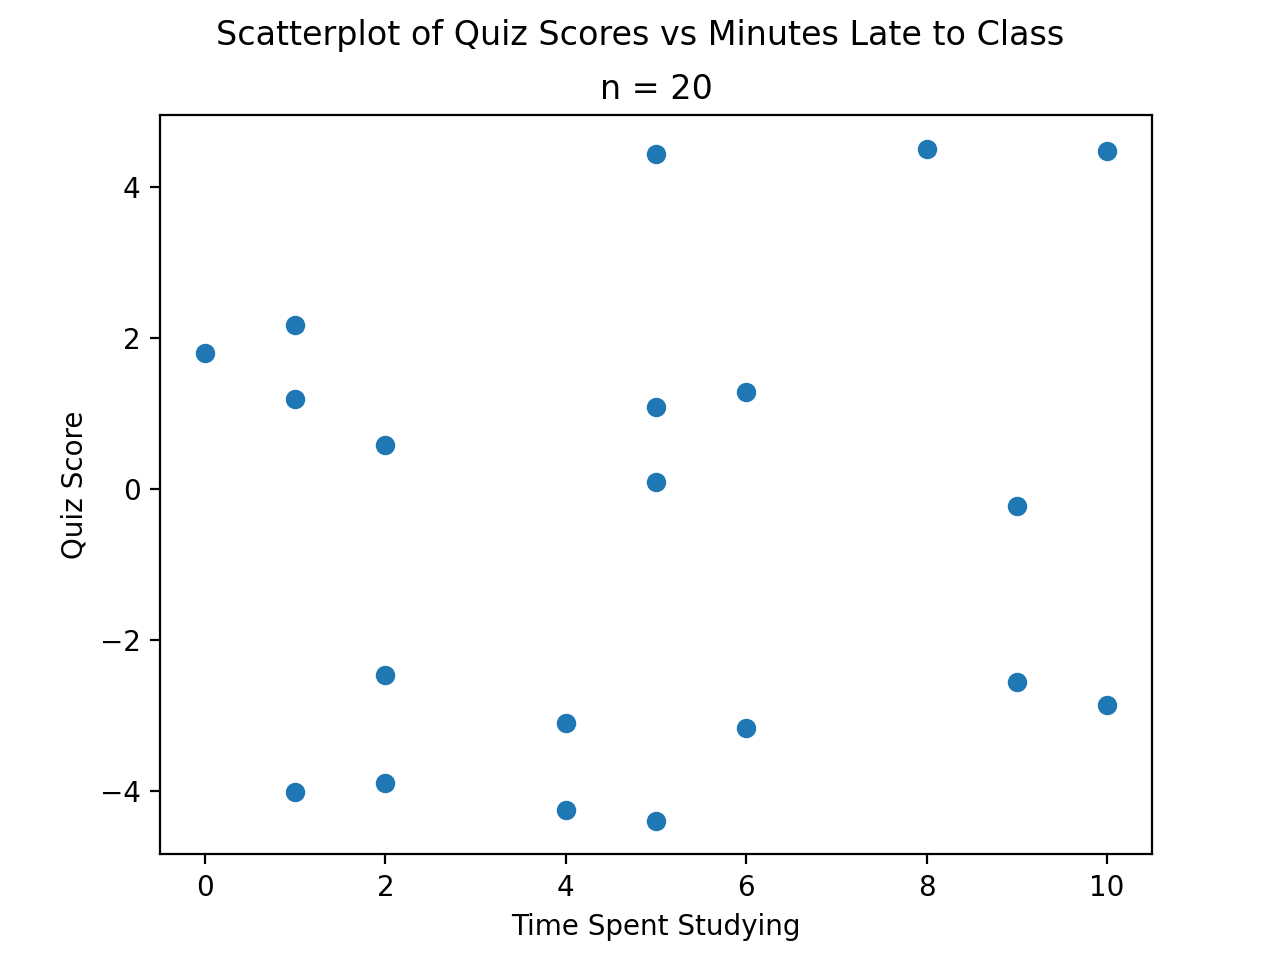 Scatterplot of Quiz Scores vs Minutes Late to Class
n = 20
4
2
0
−2
−4
Quiz Score
0 2 4 6 8 10
Time Spent Studying